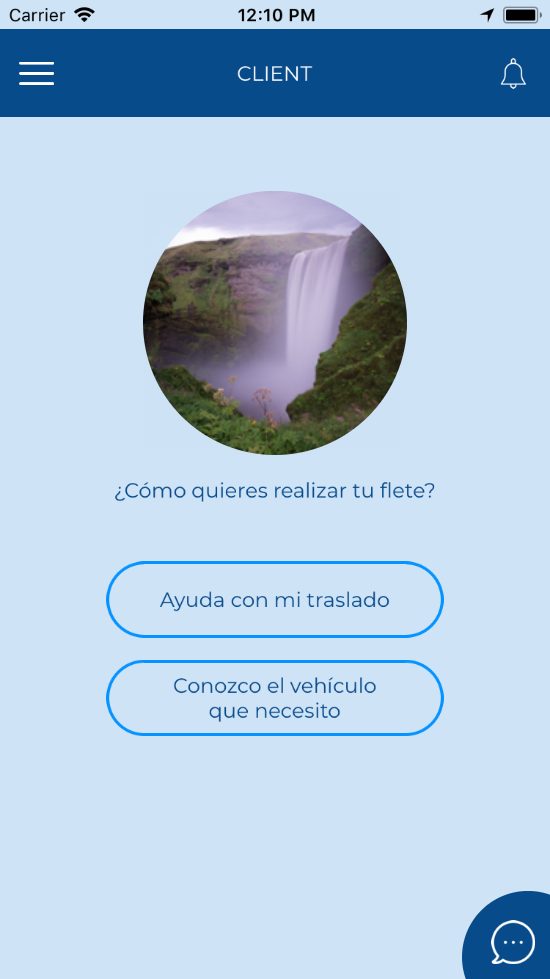 Carrier 12:10 PM
CLIENT
¿Cómo quieres realizar tu flete?
Ayuda con mi traslado
Conozco el vehículo
que necesito